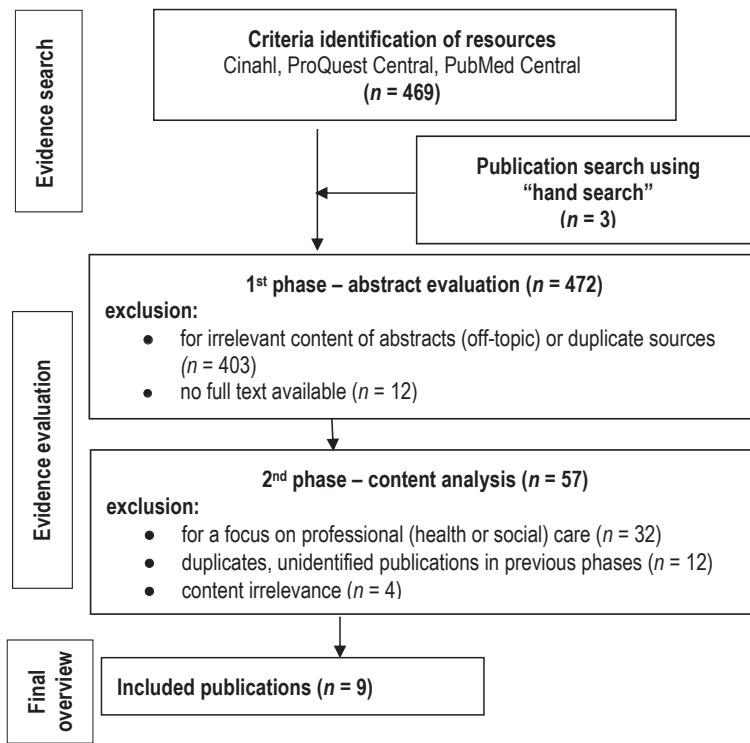 Evidence search
Criteria identification of resources
Cinahl, ProQuest Central, PubMed Central
(n = 469)
Publication search using
“hand search”
(n = 3)
Evidence evaluation
1st phase – abstract evaluation (n = 472)
exclusion:
● for irrelevant content of abstracts (off-topic) or duplicate sources
(n = 403)
● no full text available (n = 12)
2nd phase – content analysis (n = 57)
exclusion:
● for a focus on professional (health or social) care (n = 32)
● duplicates, unidentified publications in previous phases (n = 12)
● content irrelevance (n = 4)
Final
overview
Included publications (n = 9)